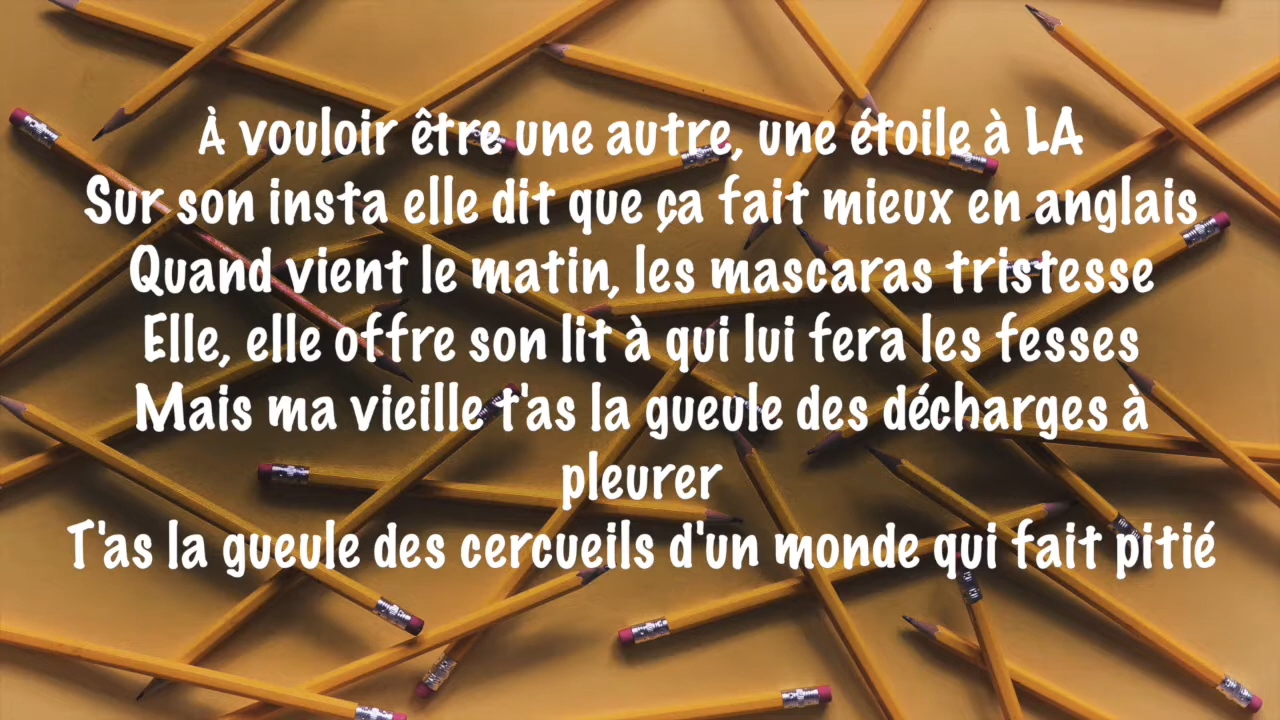 À vouloir être une autre, une étoile à LA
Sur son insta elle dit que ça fait mieux en anglais
Quand vient le matin, les mascaras tristesse
Elle, elle offre son lit à qui lui fera les fesses
Mais ma vieille t'as la gueule des décharges à
pleurer
T'as la gueule des cercueils d'un monde qui fait pitié